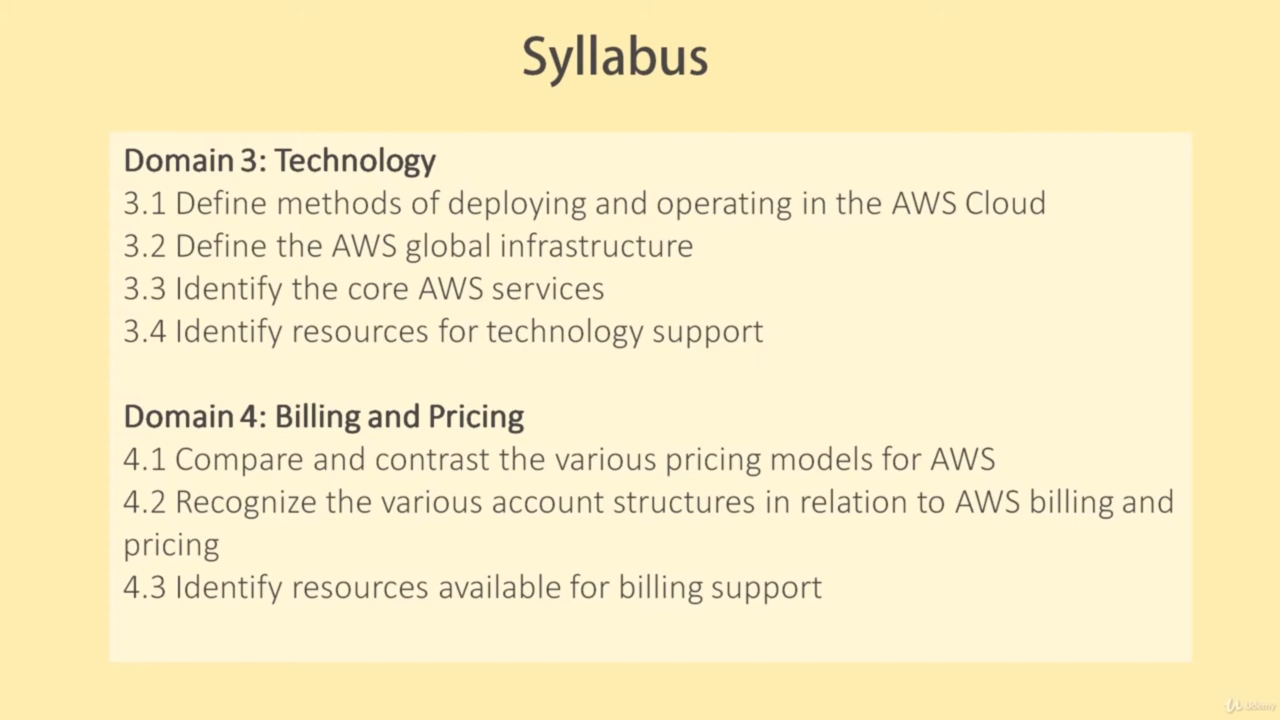 Syllabus
Domain 3: Technology
3.1 Define methods of deploying and operating in the AWS Cloud
3.2 Define the AWS global infrastructure
3.3 Identify the core AWS services
3.4 Identify resources for technology support
Domain 4: Billing and Pricing
4.1 Compare and contrast the various pricing models for AWS
4.2 Recognize the various account structures in relation to AWS billing and
pricing
4.3 Identify resources available for billing support
Udemy